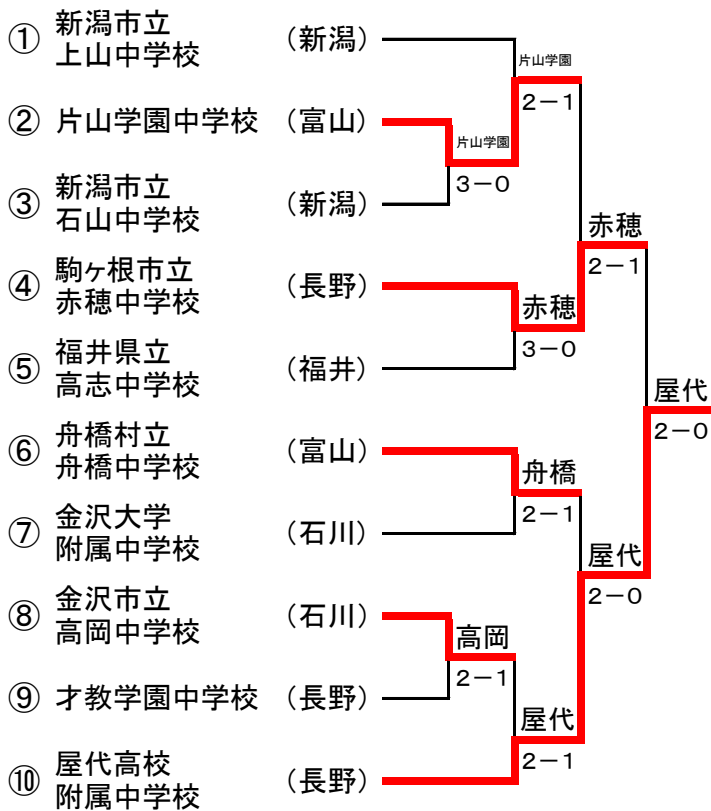 ① 新潟市立
上山中学校 （新潟）
片山学園
2－1
② 片山学園中学校 （富山）
片山学園
3－0
③ 新潟市立
石山中学校 （新潟）
赤穂
2－1
④ 駒ヶ根市立
赤穂中学校 （長野）
赤穂
3－0
⑤ 福井県立
高志中学校 （福井）
屋代
2－0
⑥ 舟橋村立
舟橋中学校 （富山）
舟橋
2－1
⑦ 金沢大学
附属中学校 （石川）
屋代
2－0
⑧ 金沢市立
高岡中学校 （石川）
高岡
2－1
⑨ 才教学園中学校 （長野）
屋代
2－1
⑩ 屋代高校
附属中学校 （長野）